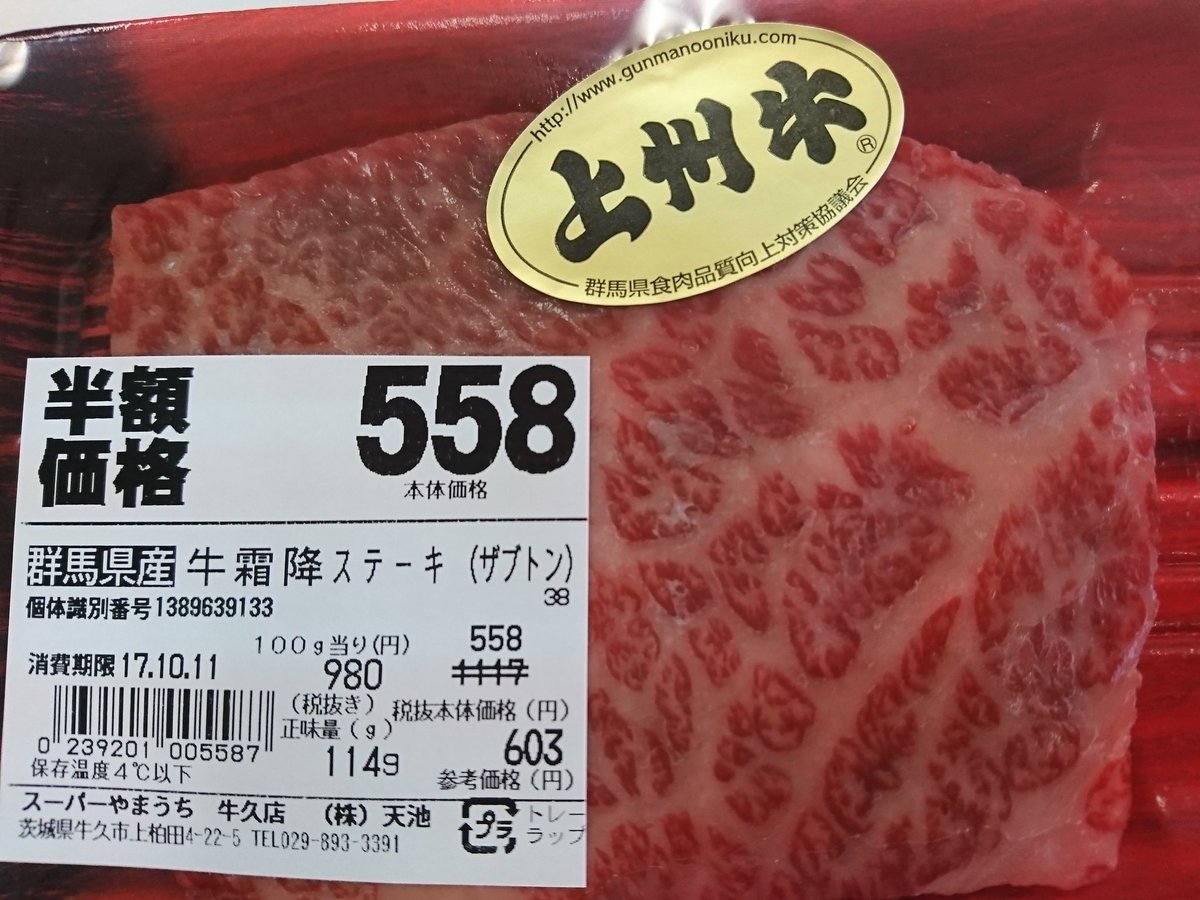 http://www.gunmanooniku.com
上州牛®
群馬県食肉品質向上対策協議会
半額
価格
558
本体価格
群馬県産 牛霜降ステーキ (ザブトン)
38
個体識別番号1389639133
100g当り(円)
558
消費期限17.10.11
980
1117
(税抜き)
税抜本体価格(円)
正味量(g)
603
0 239201 005587
114g
参考価格(円)
保存温度4℃以下
スーパーやまうち 牛久店 (株)天池
茨城県牛久市上柏田4-22-5 TEL029-893-3391
プラ
トレー
ラップ